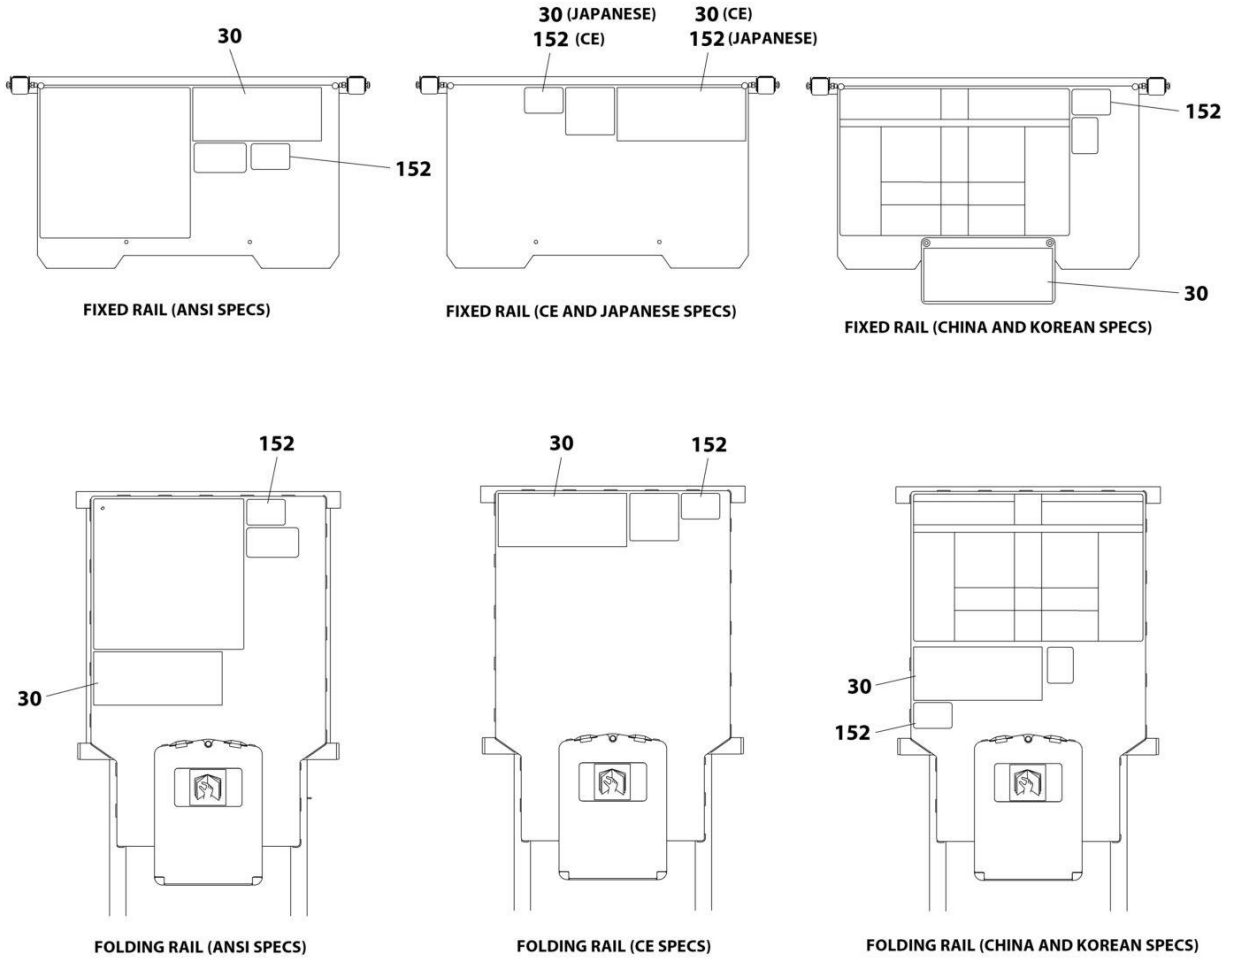 30
152
FIXED RAIL (ANSI SPECS)
30 (JAPANESE)
152 (CE)
30 (CE)
152 (JAPANESE)
FIXED RAIL (CE AND JAPANESE SPECS)
152
30
FIXED RAIL (CHINA AND KOREAN SPECS)
152
30
FOLDING RAIL (ANSI SPECS)
30
152
FOLDING RAIL (CE SPECS)
30
152
FOLDING RAIL (CHINA AND KOREAN SPECS)